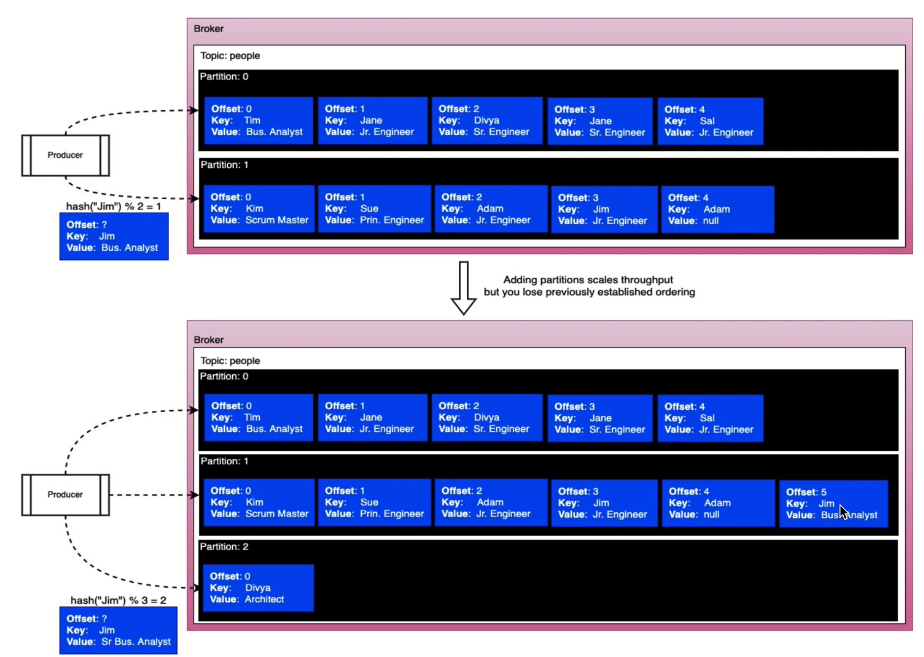 Broker
Topic: people
Partition: 0
Offset: 0
Key: Tim
Value: Bus. Analyst
Offset: 1
Key: Jane
Value: Jr. Engineer
Offset: 2
Key: Divya
Value: Sr. Engineer
Offset: 3
Key: Jane
Value: Sr. Engineer
Offset: 4
Key: Sal
Value: Jr. Engineer
Producer
Partition: 1
Offset: 0
Key: Kim
Value: Scrum Master
Offset: 1
Key: Sue
Value: Prin. Engineer
Offset: 2
Key: Adam
Value: Jr. Engineer
Offset: 3
Key: Jim
Value: Jr. Engineer
Offset: 4
Key: Adam
Value: null
hash("Jim") % 2 = 1
Offset: ?
Key: Jim
Value: Bus. Analyst
Adding partitions scales throughput
but you lose previously established ordering
Broker
Topic: people
Partition: 0
Offset: 0
Key: Tim
Value: Bus. Analyst
Offset: 1
Key: Jane
Value: Jr. Engineer
Offset: 2
Key: Divya
Value: Sr. Engineer
Offset: 3
Key: Jane
Value: Sr. Engineer
Offset: 4
Key: Sal
Value: Jr. Engineer
Partition: 1
Producer
Offset: 0
Key: Kim
Value: Scrum Master
Offset: 1
Key: Sue
Value: Prin. Engineer
Offset: 2
Key: Adam
Value: Jr. Engineer
Offset: 3
Key: Jim
Value: Jr. Engineer
Offset: 4
Key: Adam
Value: null
Offset: 5
Key: Jim
Value: Bus. Analyst
Partition: 2
Offset: 0
Key: Divya
Value: Architect
hash("Jim") % 3 = 2
Offset: ?
Key: Jim
Value: Sr Bus. Analyst